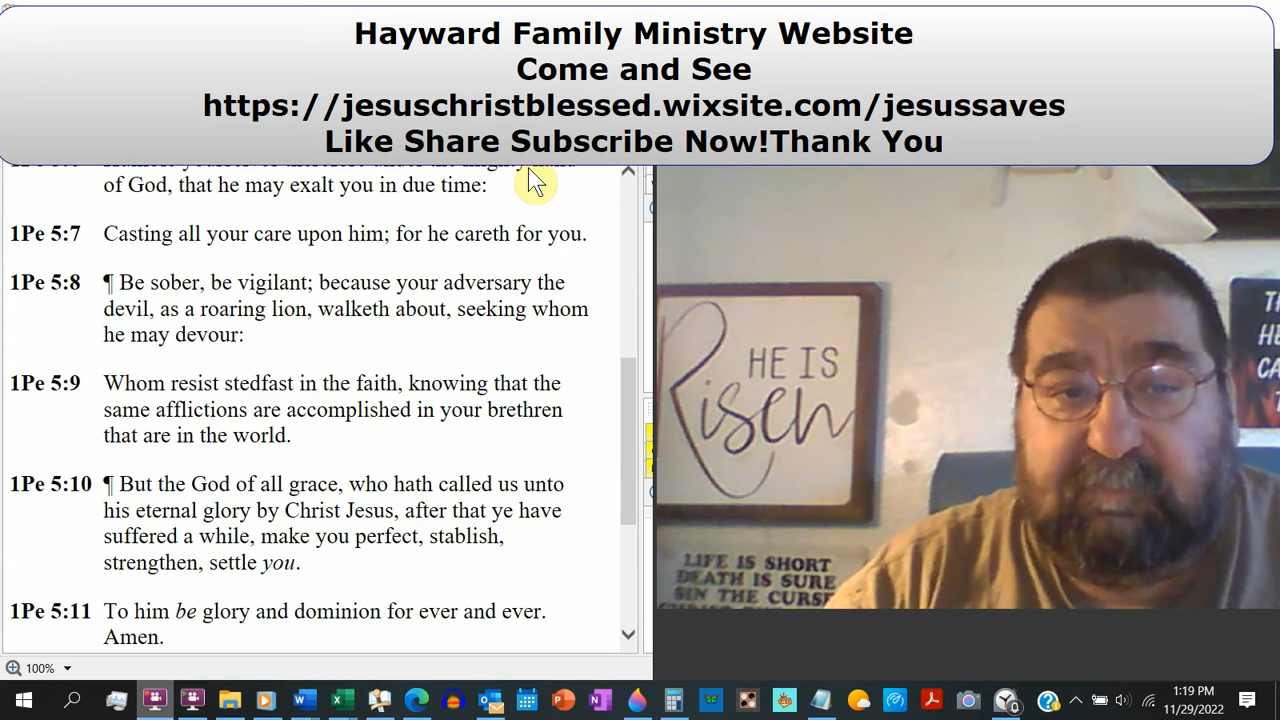 Hayward Family Ministry Website
Come and See
https://jesuschristblessed.wixsite.com/jesussaves
Like Share Subscribe Now!Thank You
of God, that he may exalt you in due time:
1Pe 5:7 Casting all your care upon him; for he careth for you.
1Pe 5:8 ¶ Be sober, be vigilant; because your adversary the
devil, as a roaring lion, walketh about, seeking whom
he may devour:
1Pe 5:9 Whom resist stedfast in the faith, knowing that the
same afflictions are accomplished in your brethren
that are in the world.
1Pe 5:10 ¶ But the God of all grace, who hath called us unto
his eternal glory by Christ Jesus, after that ye have
suffered a while, make you perfect, stablish,
strengthen, settle you.
1Pe 5:11 To him be glory and dominion for ever and ever.
Amen.
100%
HE IS
Risen
LIFE IS SHORT
DEATH IS SURE
SIN THE CURSE
1:19 PM
11/29/2022